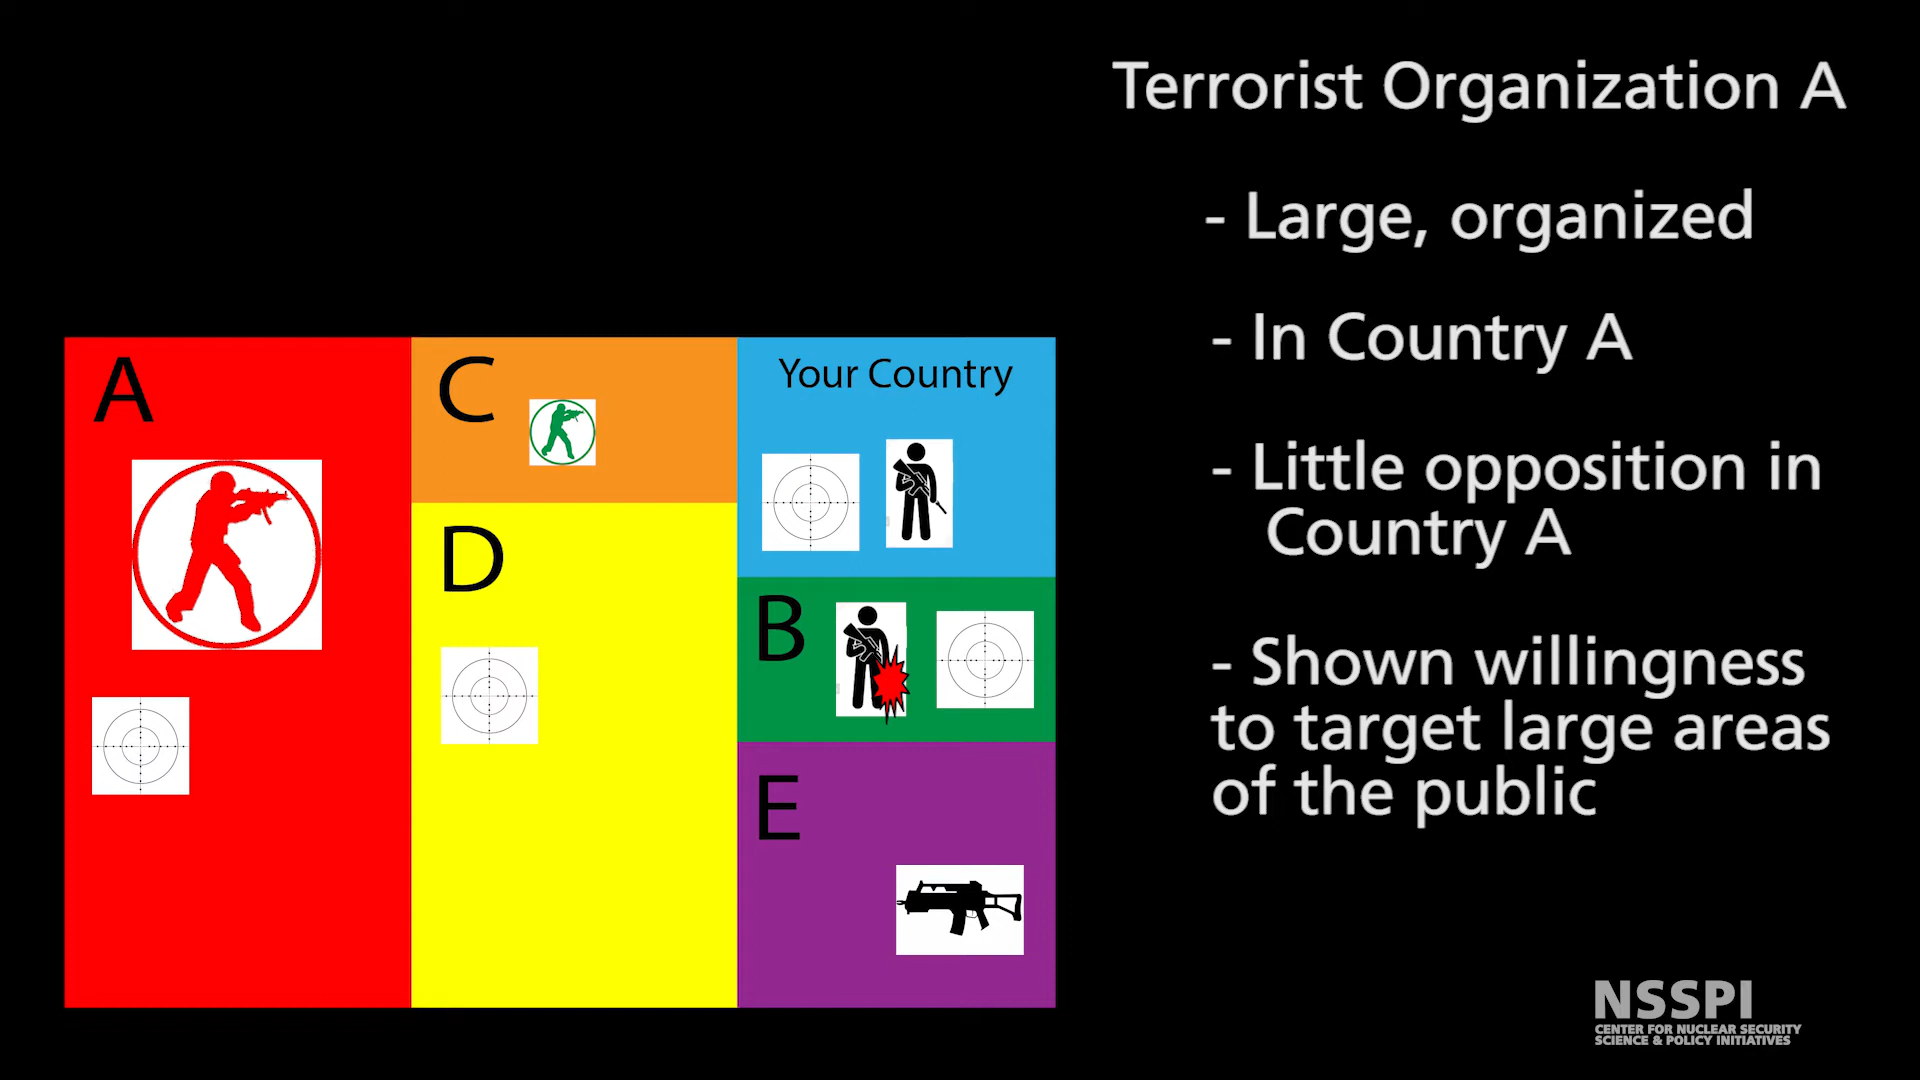 Terrorist Organization A
- Large, organized
- In Country A
- Little opposition in
Country A
- Shown willingness
to target large areas
of the public
A
C
Your Country
D
B
E
NSSPI
CENTER FOR NUCLEAR SECURITY
SCIENCE & POLICY INITIATIVES